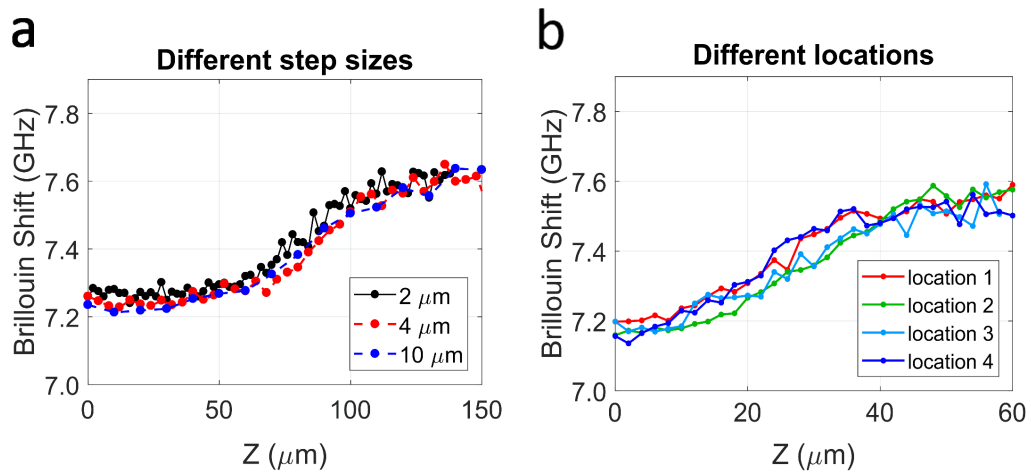 a
Different step sizes
Brillouin Shift (GHz)
7.8
7.6
7.4
7.2
7.0
0
50
100
150
Z (μm)
2 μm
4 μm
10 μm
b
Different locations
Brillouin Shift (GHz)
7.8
7.6
7.4
7.2
7.0
0
20
40
60
Z (μm)
location 1
location 2
location 3
location 4